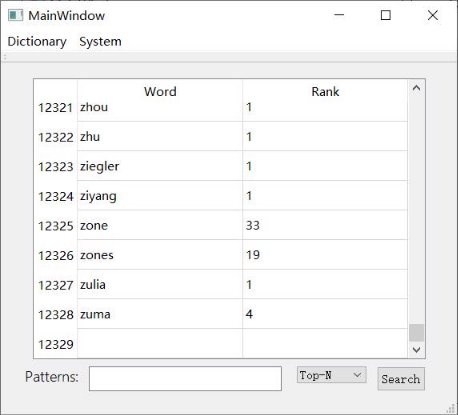 MainWindow
Dictionary System
Word Rank
12321 zhou 1
12322 zhu 1
12323 ziegler 1
12324 ziyang 1
12325 zone 33
12326 zones 19
12327 zulia 1
12328 zuma 4
12329
Patterns: Top-N Search